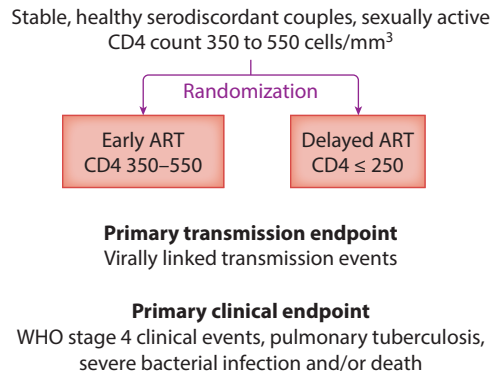 Stable, healthy serodiscordant couples, sexually active
CD4 count 350 to 550 cells/mm³
Randomization
Early ART
CD4 350–550
Delayed ART
CD4 ≤ 250
Primary transmission endpoint
Virally linked transmission events
Primary clinical endpoint
WHO stage 4 clinical events, pulmonary tuberculosis,
severe bacterial infection and/or death